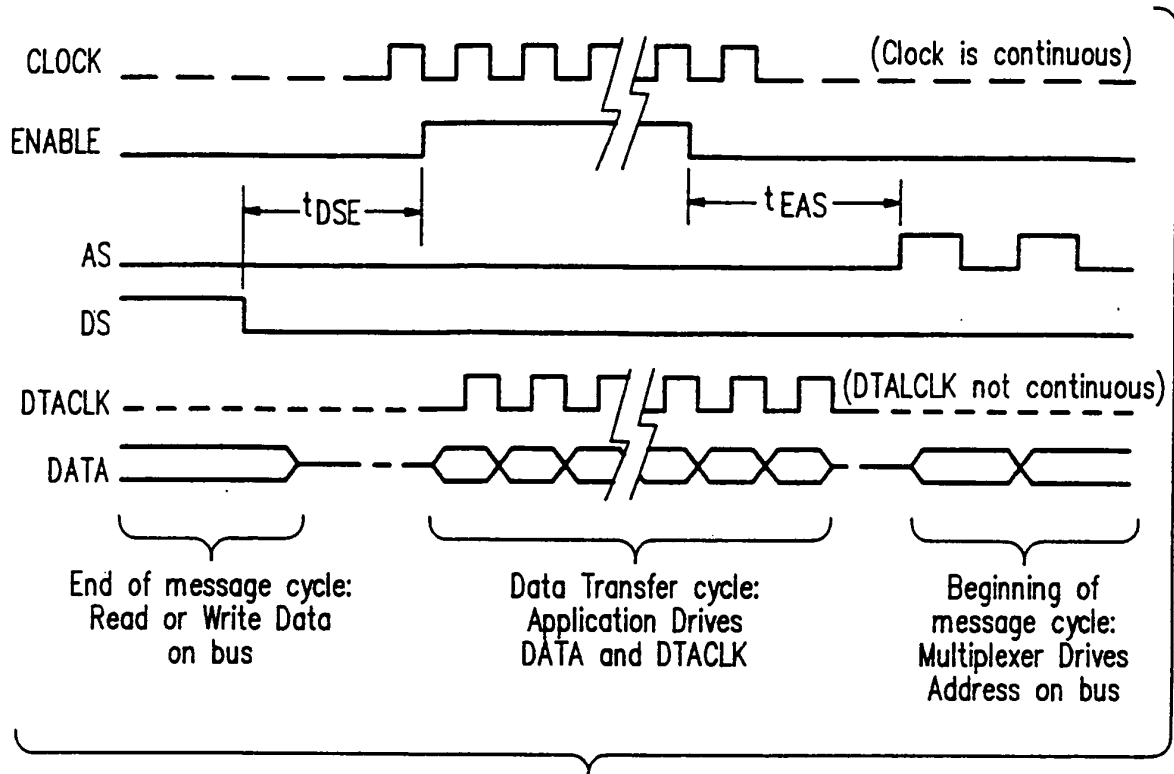 CLOCK
(Clock is continuous)
ENABLE
tDSE
tEAS
AS
DS
DTACLK
(DTALCLK not continuous)
DATA
End of message cycle:
Read or Write Data
on bus
Data Transfer cycle:
Application Drives
DATA and DTACLK
Beginning of
message cycle:
Multiplexer Drives
Address on bus